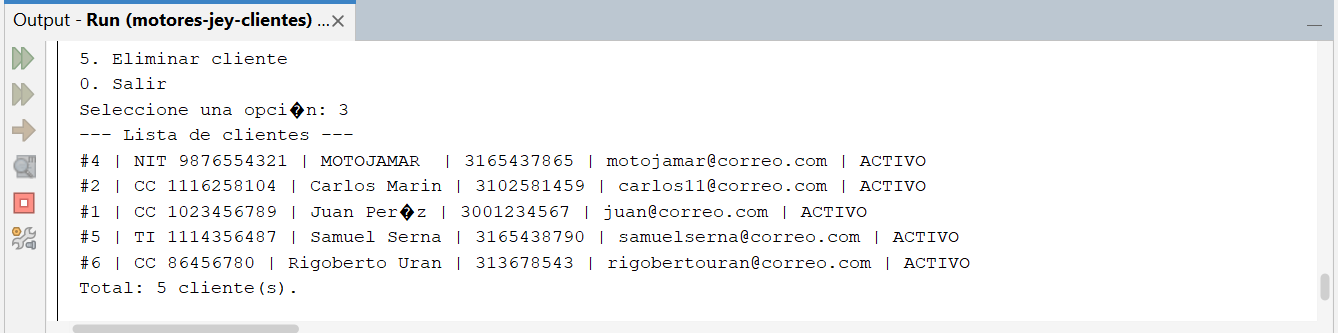 Output - Run (motores-jey-clientes) ...
5. Eliminar cliente
0. Salir
Seleccione una opci�n: 3
--- Lista de clientes ---
#4 | NIT 9876554321 | MOTOJAMAR  | 3165437865 | motojamar@correo.com | ACTIVO
#2 | CC 1116258104 | Carlos Marin | 3102581459 | carlos11@correo.com | ACTIVO
#1 | CC 1023456789 | Juan Per�z | 3001234567 | juan@correo.com | ACTIVO
#5 | TI 1114356487 | Samuel Serna | 3165438790 | samuelserna@correo.com | ACTIVO
#6 | CC 86456780 | Rigoberto Uran | 313678543 | rigobertouran@correo.com | ACTIVO
Total: 5 cliente(s).